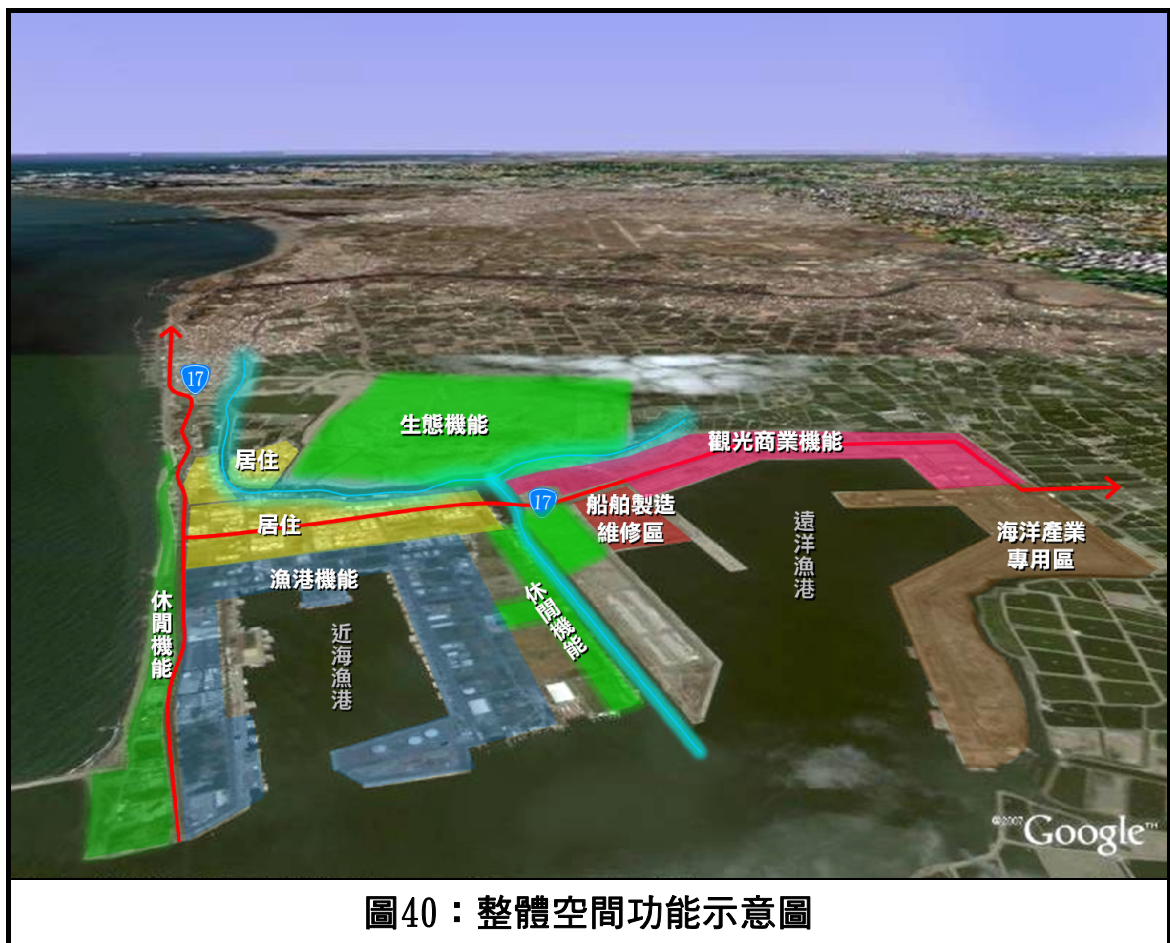 17
生態機能
觀光商業機能
居住
17
船舶製造
維修區
遠洋漁港
海洋產業
專用區
居住
漁港機能
休閒機能
近海漁港
休閒機能
©2007 Google™
圖40：整體空間功能示意圖